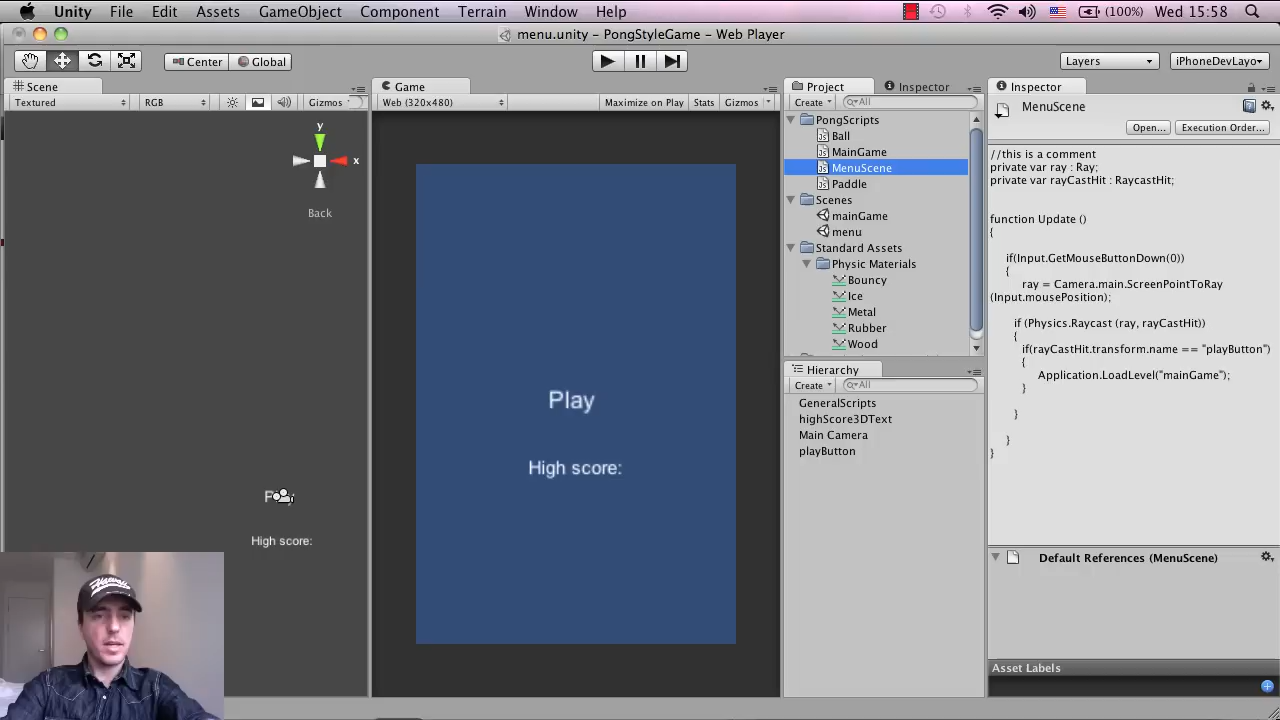 Unity File Edit Assets GameObject Component Terrain Window Help (100%) Wed 15:58
menu.unity – PongStyleGame – Web Player
Center Global Layers iPhoneDevLayo
Scene
Textured RGB Gizmos
y
x
Back
Play
High score:
Game
Web (320x480) Maximize on Play Stats Gizmos
Play
High score:
Project Inspector
Create All
PongScripts
Ball
MainGame
MenuScene
Paddle
Scenes
mainGame
menu
Standard Assets
Physic Materials
Bouncy
Ice
Metal
Rubber
Wood
Hierarchy
Create All
GeneralScripts
highScore3DText
Main Camera
playButton
Inspector
MenuScene
Open... Execution Order...
//this is a comment
private var ray : Ray;
private var rayCastHit : RaycastHit;
function Update ()
{
if(Input.GetMouseButtonDown(0))
{
ray = Camera.main.ScreenPointToRay
(Input.mousePosition);
if (Physics.Raycast (ray, rayCastHit))
{
if(rayCastHit.transform.name == "playButton")
{
Application.LoadLevel("mainGame");
}
}
}
}
Default References (MenuScene)
Asset Labels